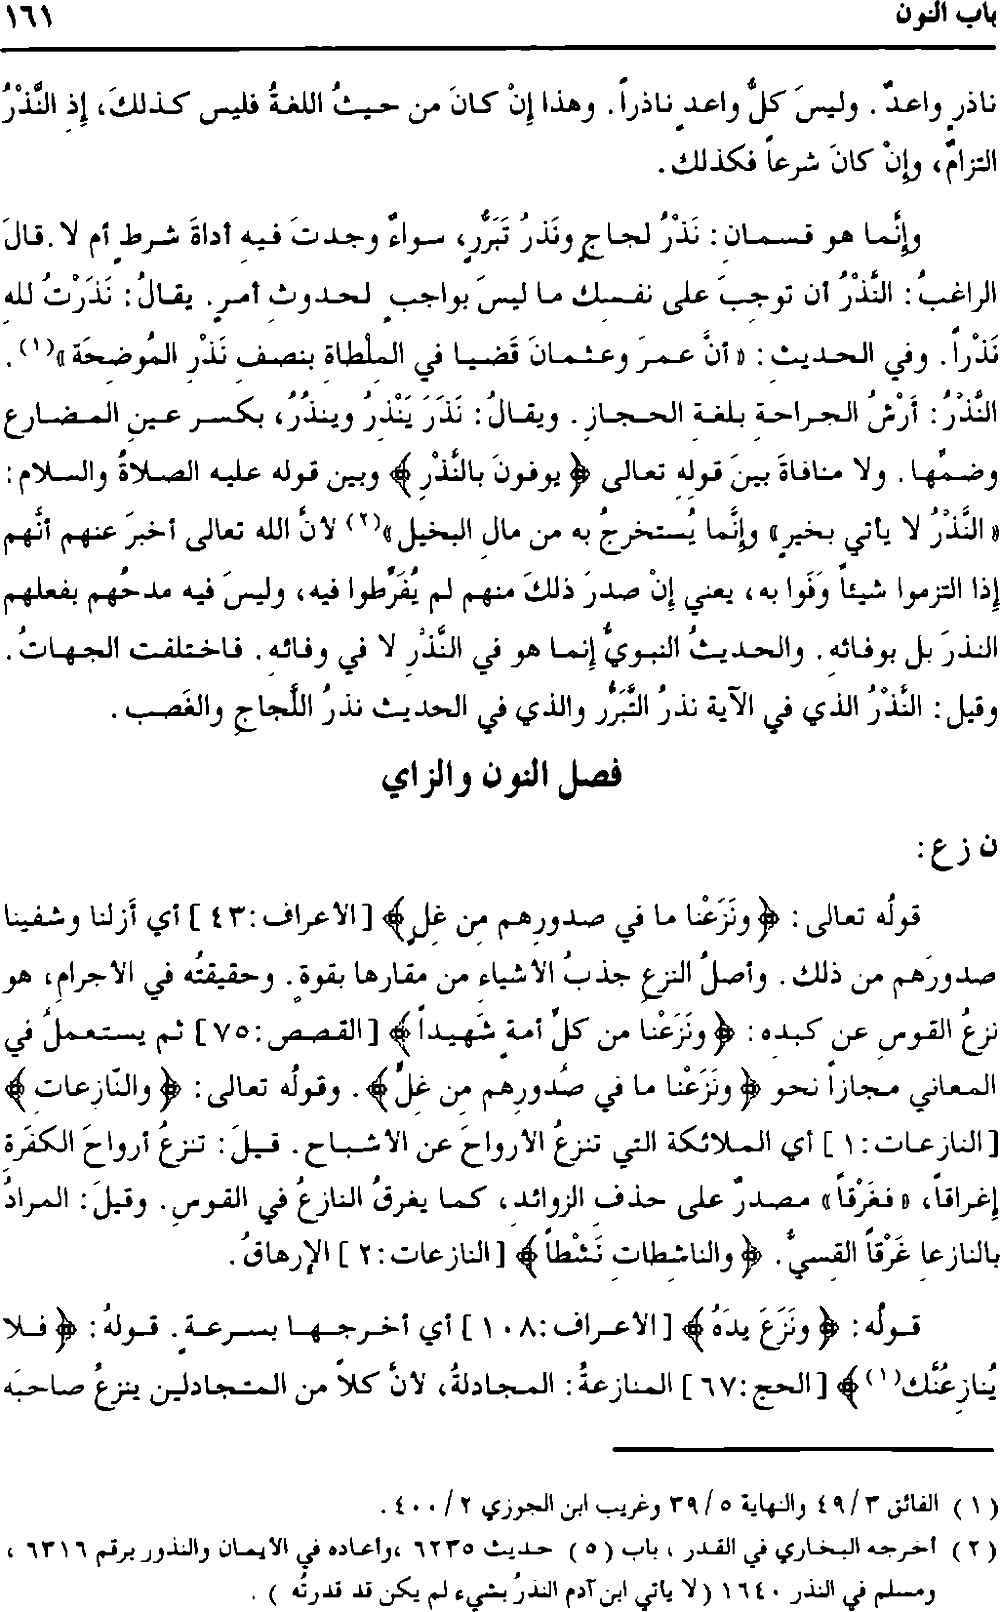 باب النون
١٦١
ناذرٍ واعدٌ. وليسَ كلُّ واعدٍ ناذراً. وهذا إنْ كانَ من حيثُ اللغةُ فليس كذلكَ، إذِ النَّذْرُ
التزامٌ، وإنْ كانَ شرعاً فكذلك.
وإنَّما هو قسمان: نَذْرُ لجاجٍ ونَذرُ تَبَرُّرٍ، سواءٌ وجدتَ فيه أداةَ شرطٍ أم لا. قالَ
الراغبُ: النَّذْرُ أن توجبَ على نفسِك ما ليسَ بواجبٍ لحدوث أمرٍ. يقالُ: نَذَرْتُ للهِ
نَذْراً. وفي الحديث: «أنَّ عمرَ وعثمانَ قَضيا في المِلْطاةِ بنصفِ نَذْرِ المُوضحَة»(١).
النَّذْرُ: أَرْشُ الجراحةِ بلغة الحجازِ. ويقالُ: نَذَرَ يَنْذِرُ وينذُرُ، بكسر عينِ المضارع
وضمِّها. ولا منافاةَ بينَ قولِهِ تعالى ﴿يوفونَ بالنَّذْرِ﴾ وبين قوله عليه الصلاةُ والسلام:
«النَّذْرُ لا يأتي بخيرٍ» وإنَّما يُستخرجُ به من مالِ البخيل»(٢) لأنَّ الله تعالى أخبرَ عنهم أنَّهم
إذا التزموا شيئاً وَفَوا به، يعني إنْ صدرَ ذلكَ منهم لم يُفَرِّطوا فيه، وليسَ فيه مدحُهم بفعلهم
النذرَ بل بوفائه. والحديثُ النبويُّ إنما هو في النَّذْرِ لا في وفائه. فاختلفت الجهاتُ.
وقيل: النَّذْرُ الذي في الآية نذرُ التَّبَرُّر والذي في الحديث نذرُ اللَّجاجِ والغَصب.
فصل النون والزاي
ن ز ع:
قولُه تعالى: ﴿ونَزَعْنا ما في صدورِهم مِن غلٍ﴾ [الأعراف:٤٣] أي أَزلنا وشفينا
صدورَهم من ذلك. وأصلُ النزعِ جذبُ الأشياءِ من مقارها بقوةٍ. وحقيقتُه في الأجرامِ، هو
نزعُ القوسِ عن كبده: ﴿ونَزَعْنا من كلِّ أمةٍ شَهيداً﴾ [القصص:٧٥] ثم يستعملُ في
المعاني مجازاً نحو ﴿ونَزَعْنا ما في صُدورِهم مِن غلٍّ﴾. وقولُه تعالى: ﴿والنّازِعاتِ﴾
[النازعات:١] أي الملائكة التي تنزعُ الأرواحَ عن الأشباح. قيلَ: تنزعُ أرواحَ الكفَرةِ
إغراقاً، «فغَرْقاً» مصدرٌ على حذفِ الزوائدِ، كما يغرقُ النازعُ في القوسِ. وقيلَ: المرادُ
بالنازعا غَرْقاً القسيُّ. ﴿والناشطاتِ نَشْطاً﴾ [النازعات:٢] الإرهاقُ.
قولُه: ﴿ونَزَعَ يدَهُ﴾ [الأعراف:١٠٨] أي أخرجها بسرعةٍ. قولهُ: ﴿فلا
يُنازِعُنَّك(١)﴾ [الحج:٦٧] المنازعةُ: المجادلةُ، لأنَّ كلاً من المتجادلين ينزعُ صاحبَه
(١) الفائق ٤٩/٣ والنهاية ٣٩/٥ وغريب ابن الجوزي ٤٠٠/٢.
(٢) أخرجه البخاري في القدر، باب (٥) حديث ٦٢٣٥، وأعاده في الأيمان والنذور برقم ٦٣١٦،
ومسلم في النذر ١٦٤٠ (لا يأتي ابن آدم النذرُ بشيء لم يكن قد قدرتُه).